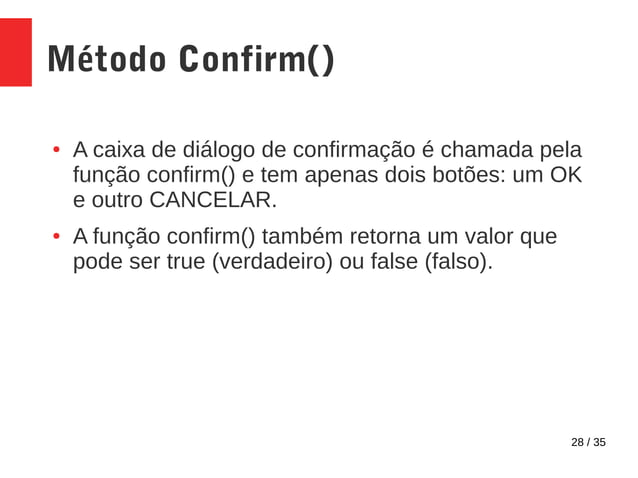 Método Confirm()
• A caixa de diálogo de confirmação é chamada pela
função confirm() e tem apenas dois botões: um OK
e outro CANCELAR.
• A função confirm() também retorna um valor que
pode ser true (verdadeiro) ou false (falso).
28 / 35